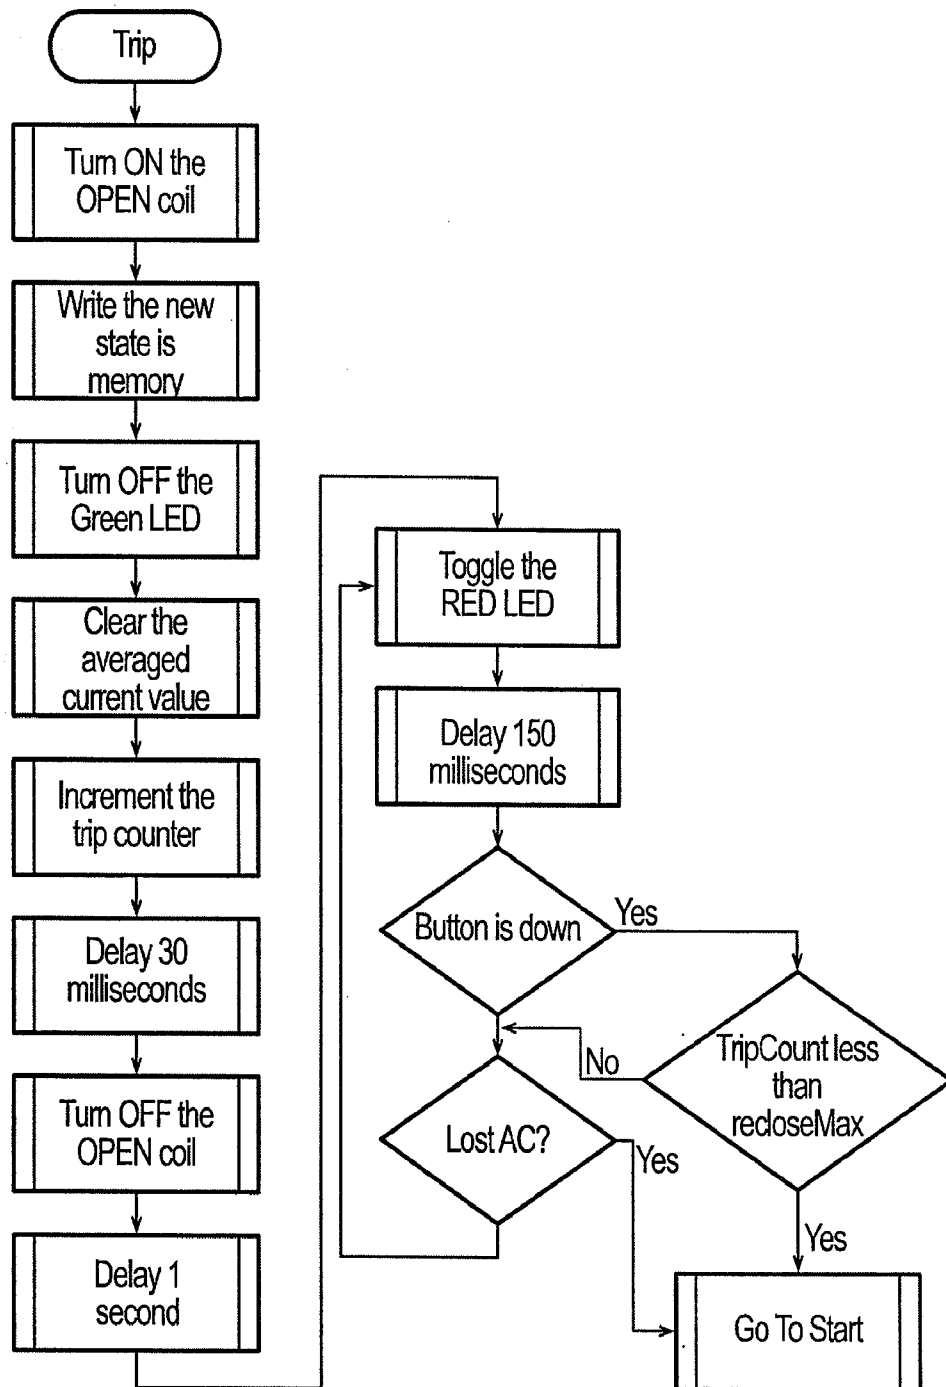 Trip
Turn ON the
OPEN coil
Write the new
state is
memory
Turn OFF the
Green LED
Clear the
averaged
current value
Increment the
trip counter
Delay 30
milliseconds
Turn OFF the
OPEN coil
Delay 1
second
Toggle the
RED LED
Delay 150
milliseconds
Button is down
Yes
TripCount less
than
recloseMax
No
Lost AC?
Yes
Yes
Go To Start